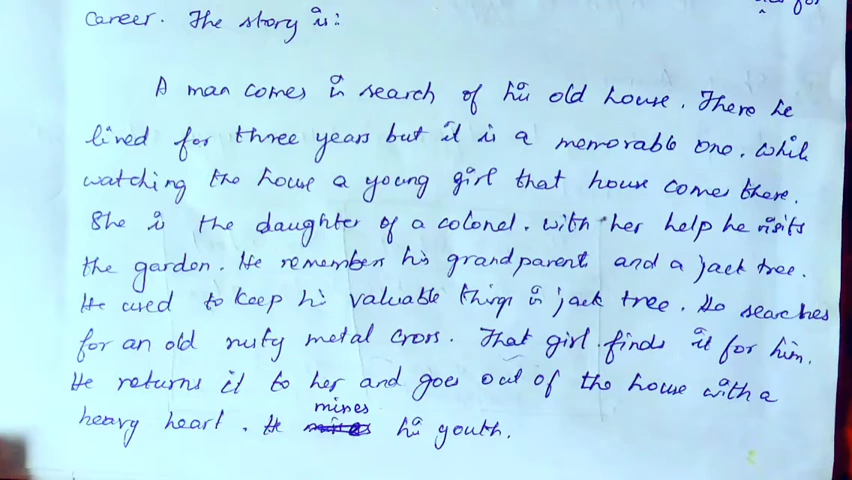 for
Career. The story is:
A man comes in search of his old house. There he
lived for three years but it is a memorable one. While
watching the house a young girl that house comes there.
She is the daughter of a colonel. With her help he visits
the garden. He remembers his grandparent and a jack tree.
He used to keep his valuable things in jack tree. He searches
for an old rusty metal cross. That girl finds it for him.
He returns it to her and goes out of the house with a
heavy heart. He mines his youth.